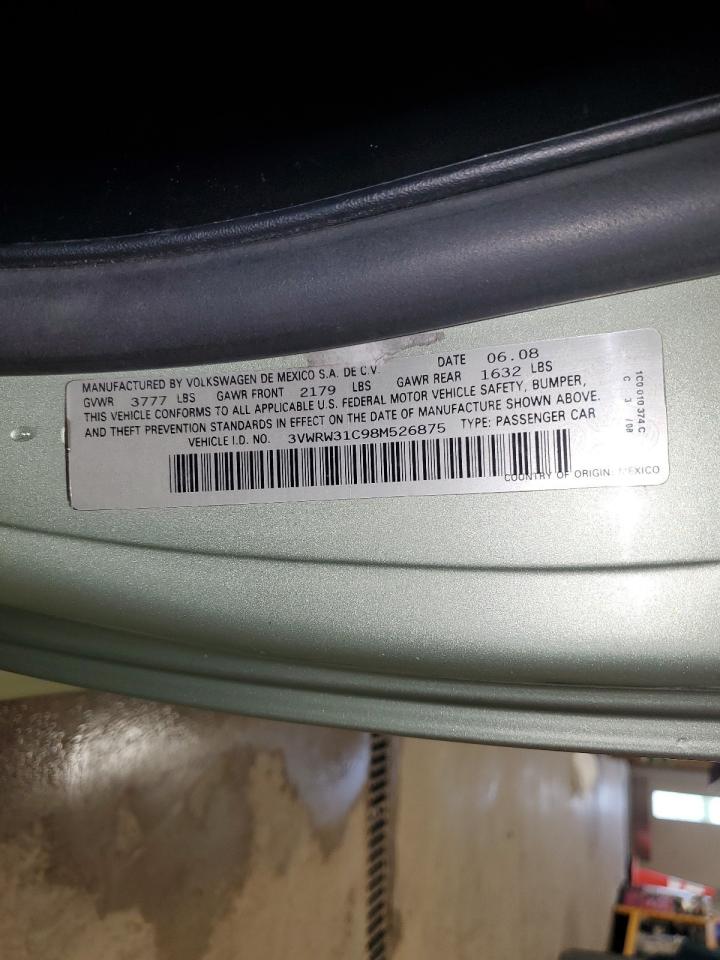 MANUFACTURED BY VOLKSWAGEN DE MEXICO S.A. DE C.V. DATE 06.08
GVWR 3777 LBS GAWR FRONT 2179 LBS GAWR REAR 1632 LBS
THIS VEHICLE CONFORMS TO ALL APPLICABLE U.S. FEDERAL MOTOR VEHICLE SAFETY, BUMPER,
AND THEFT PREVENTION STANDARDS IN EFFECT ON THE DATE OF MANUFACTURE SHOWN ABOVE.
VEHICLE I.D. NO. 3VWRW31C98M526875 TYPE: PASSENGER CAR
COUNTRY OF ORIGIN: MEXICO
1C0 010 374 C
C 3 /08